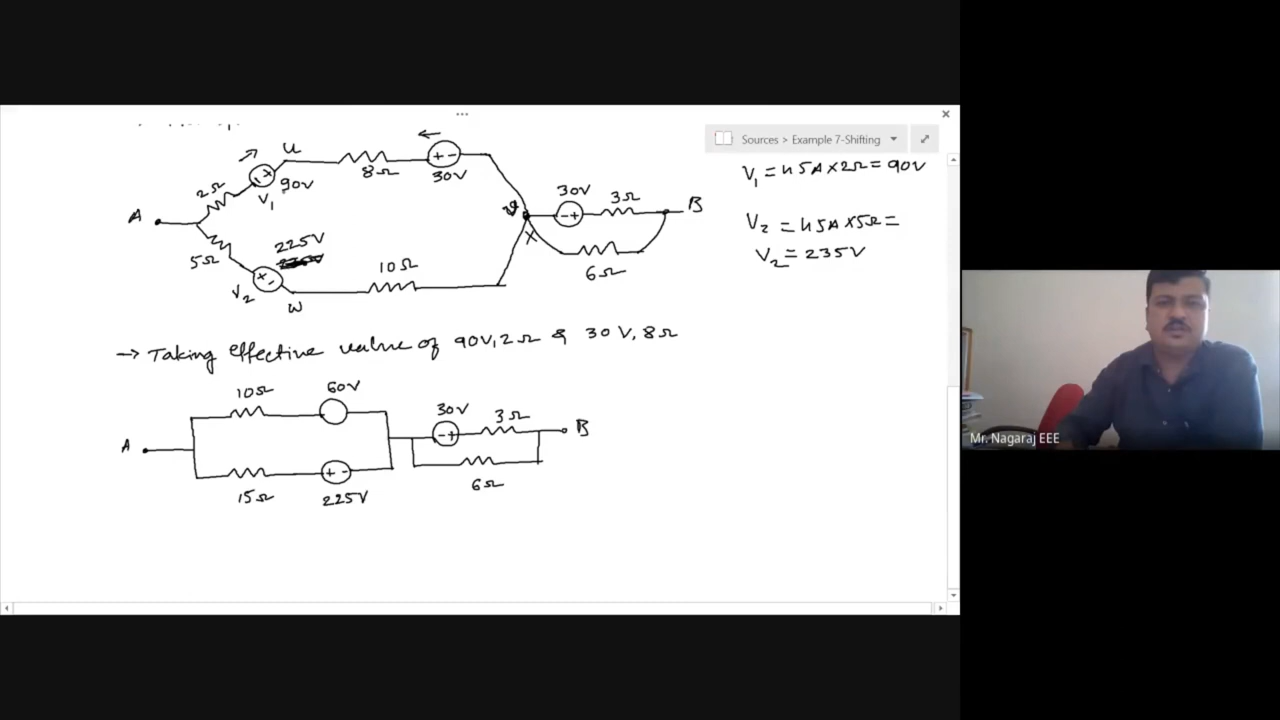 Sources > Example 7-Shifting
U
2Ω
90V
V₁
8Ω
+ -
30V
A
5Ω
225V
+ -
V₂
W
10Ω
X
30V
- +
3Ω
B
6Ω
V₁ = 45A × 2Ω = 90V
V₂ = 45A × 5Ω =
V₂ = 235V
→ Taking effective value of 90V, 2Ω & 30V, 8Ω
10Ω
60V
A
15Ω
+ -
225V
30V
- +
3Ω
B
6Ω
Mr. Nagaraj EEE